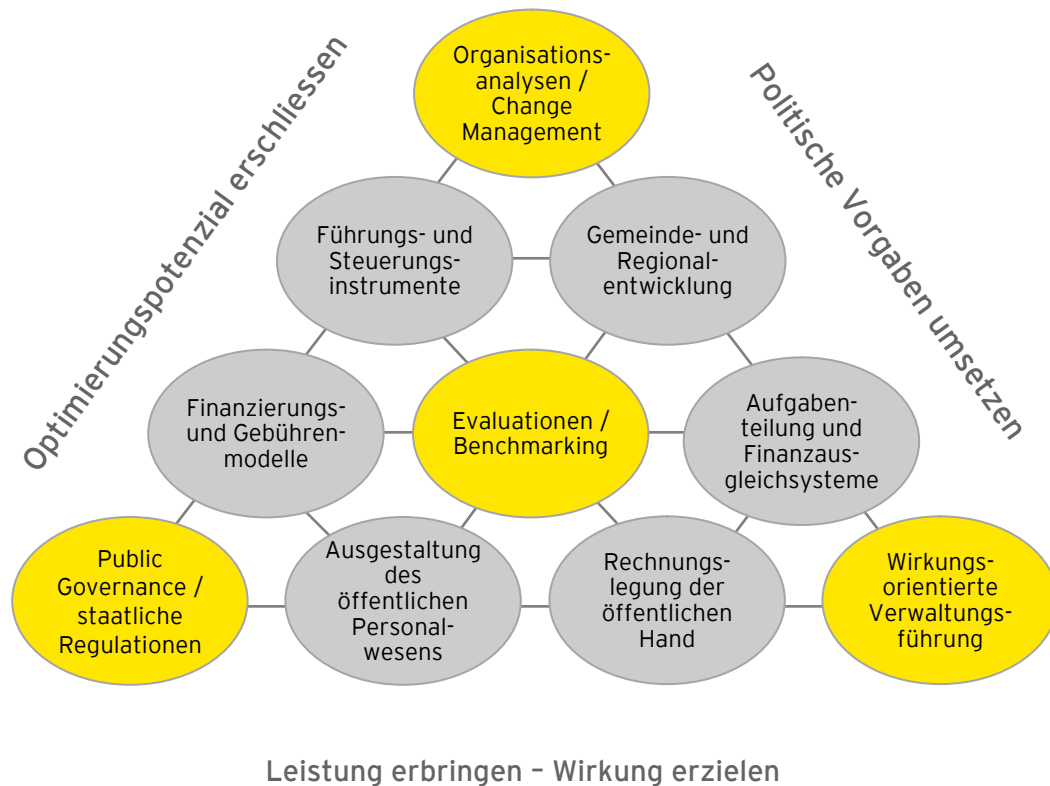 Optimierungspotenzial erschliessen
Politische Vorgaben umsetzen
Organisations-
analysen /
Change
Management
Führungs- und
Steuerungs-
instrumente
Gemeinde- und
Regional-
entwicklung
Finanzierungs-
und Gebühren-
modelle
Evaluationen /
Benchmarking
Aufgaben-
teilung und
Finanzaus-
gleichsysteme
Public
Governance /
staatliche
Regulationen
Ausgestaltung
des
öffentlichen
Personal-
wesens
Rechnungs-
legung der
öffentlichen
Hand
Wirkungs-
orientierte
Verwaltungs-
führung
Leistung erbringen – Wirkung erzielen